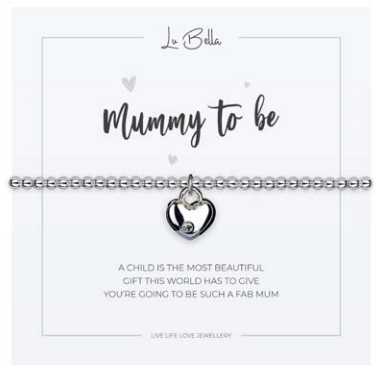 Lu Bella
Mummy to be
A CHILD IS THE MOST BEAUTIFUL
GIFT THIS WORLD HAS TO GIVE
YOU'RE GOING TO BE SUCH A FAB MUM
LIVE LIFE LOVE JEWELLERY